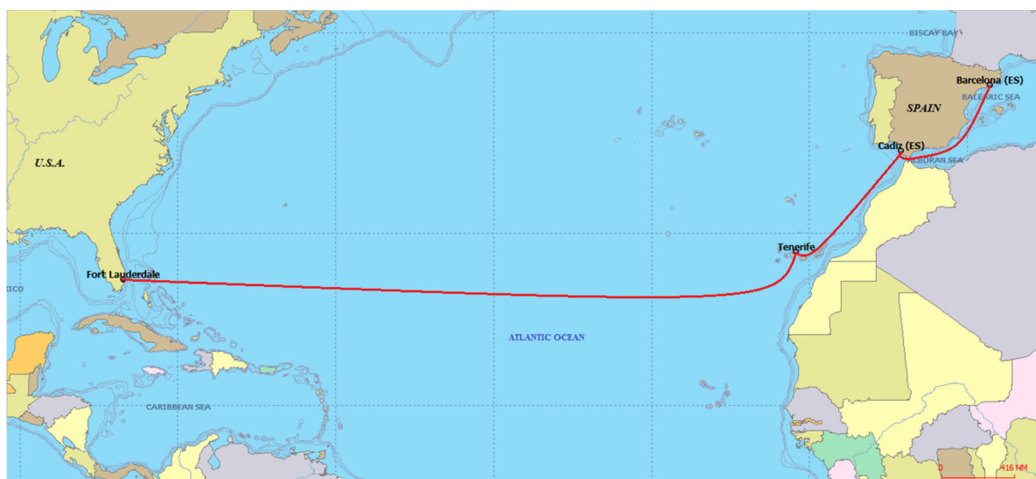 BISCAY BAY
Barcelona (ES)
BALEARIC SEA
SPAIN
Cadiz (ES)
ALBORAN SEA
U.S.A.
Tenerife
Fort Lauderdale
ATLANTIC OCEAN
CARIBBEAN SEA
0 416 NM